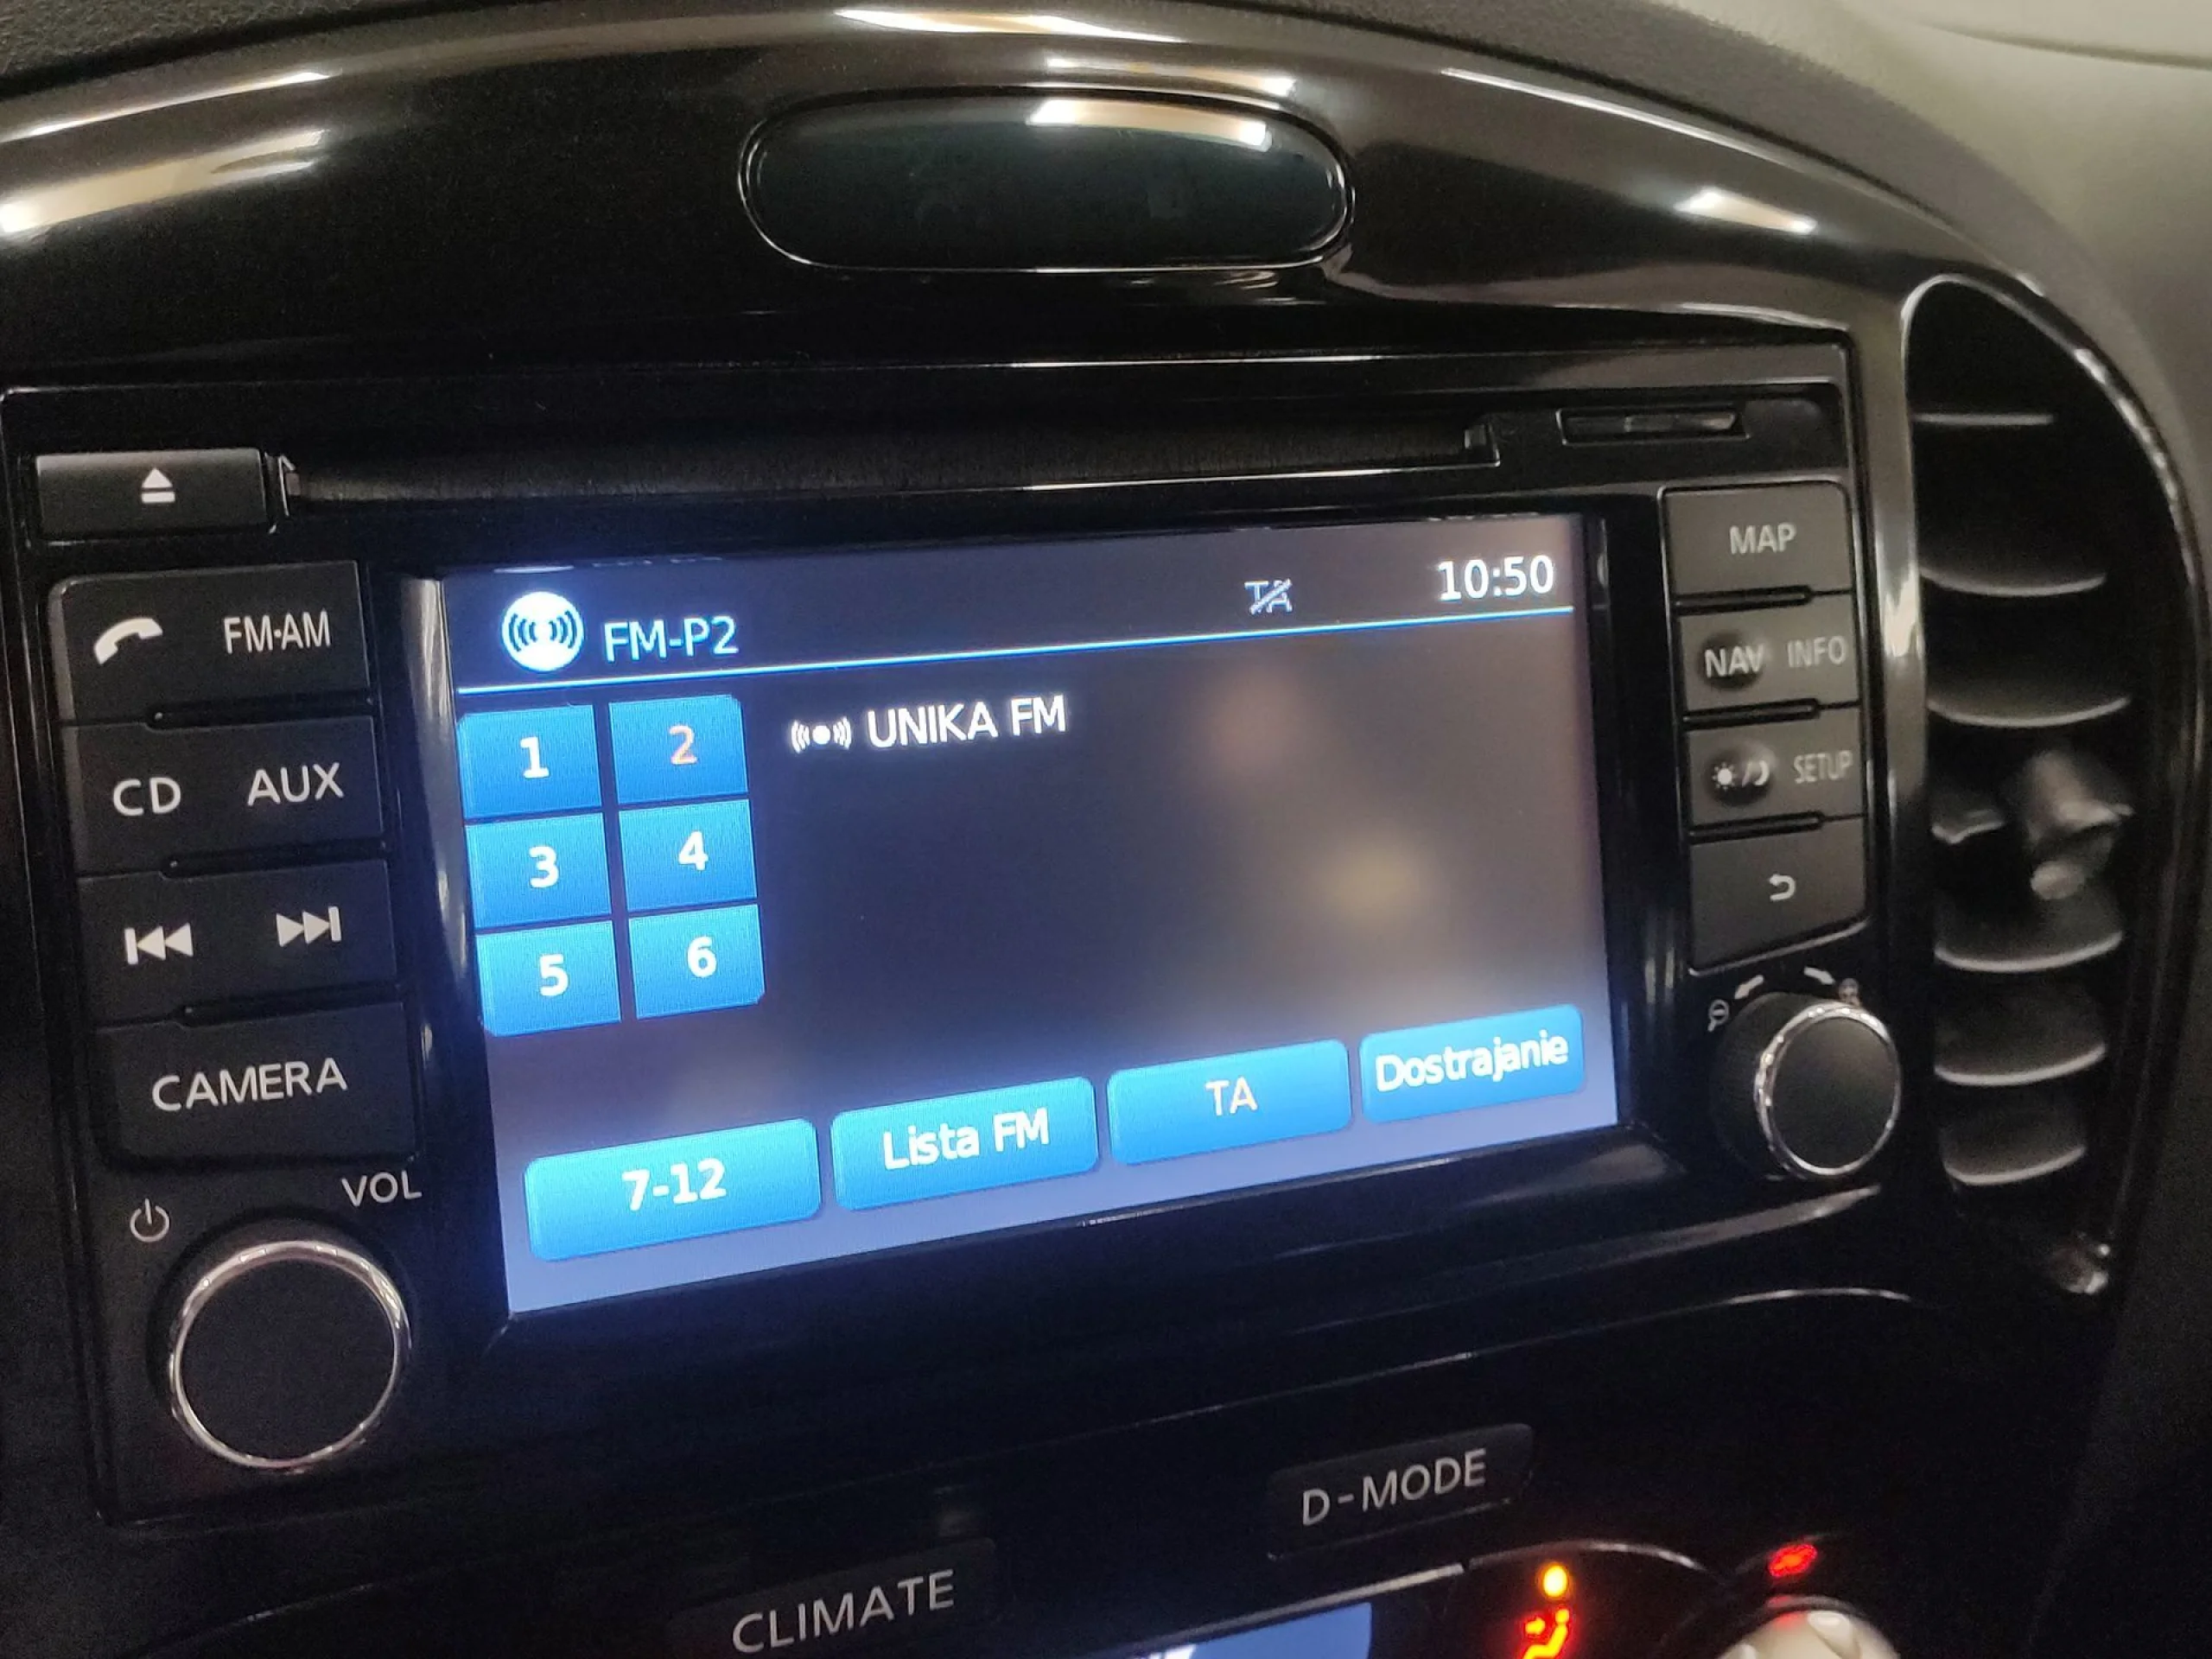 FM-P2
TA
10:50
UNIKA FM
1
2
3
4
5
6
7-12
Lista FM
TA
Dostrajanie
FM·AM
CD
AUX
CAMERA
VOL
MAP
NAV
INFO
SETUP
D-MODE
CLIMATE